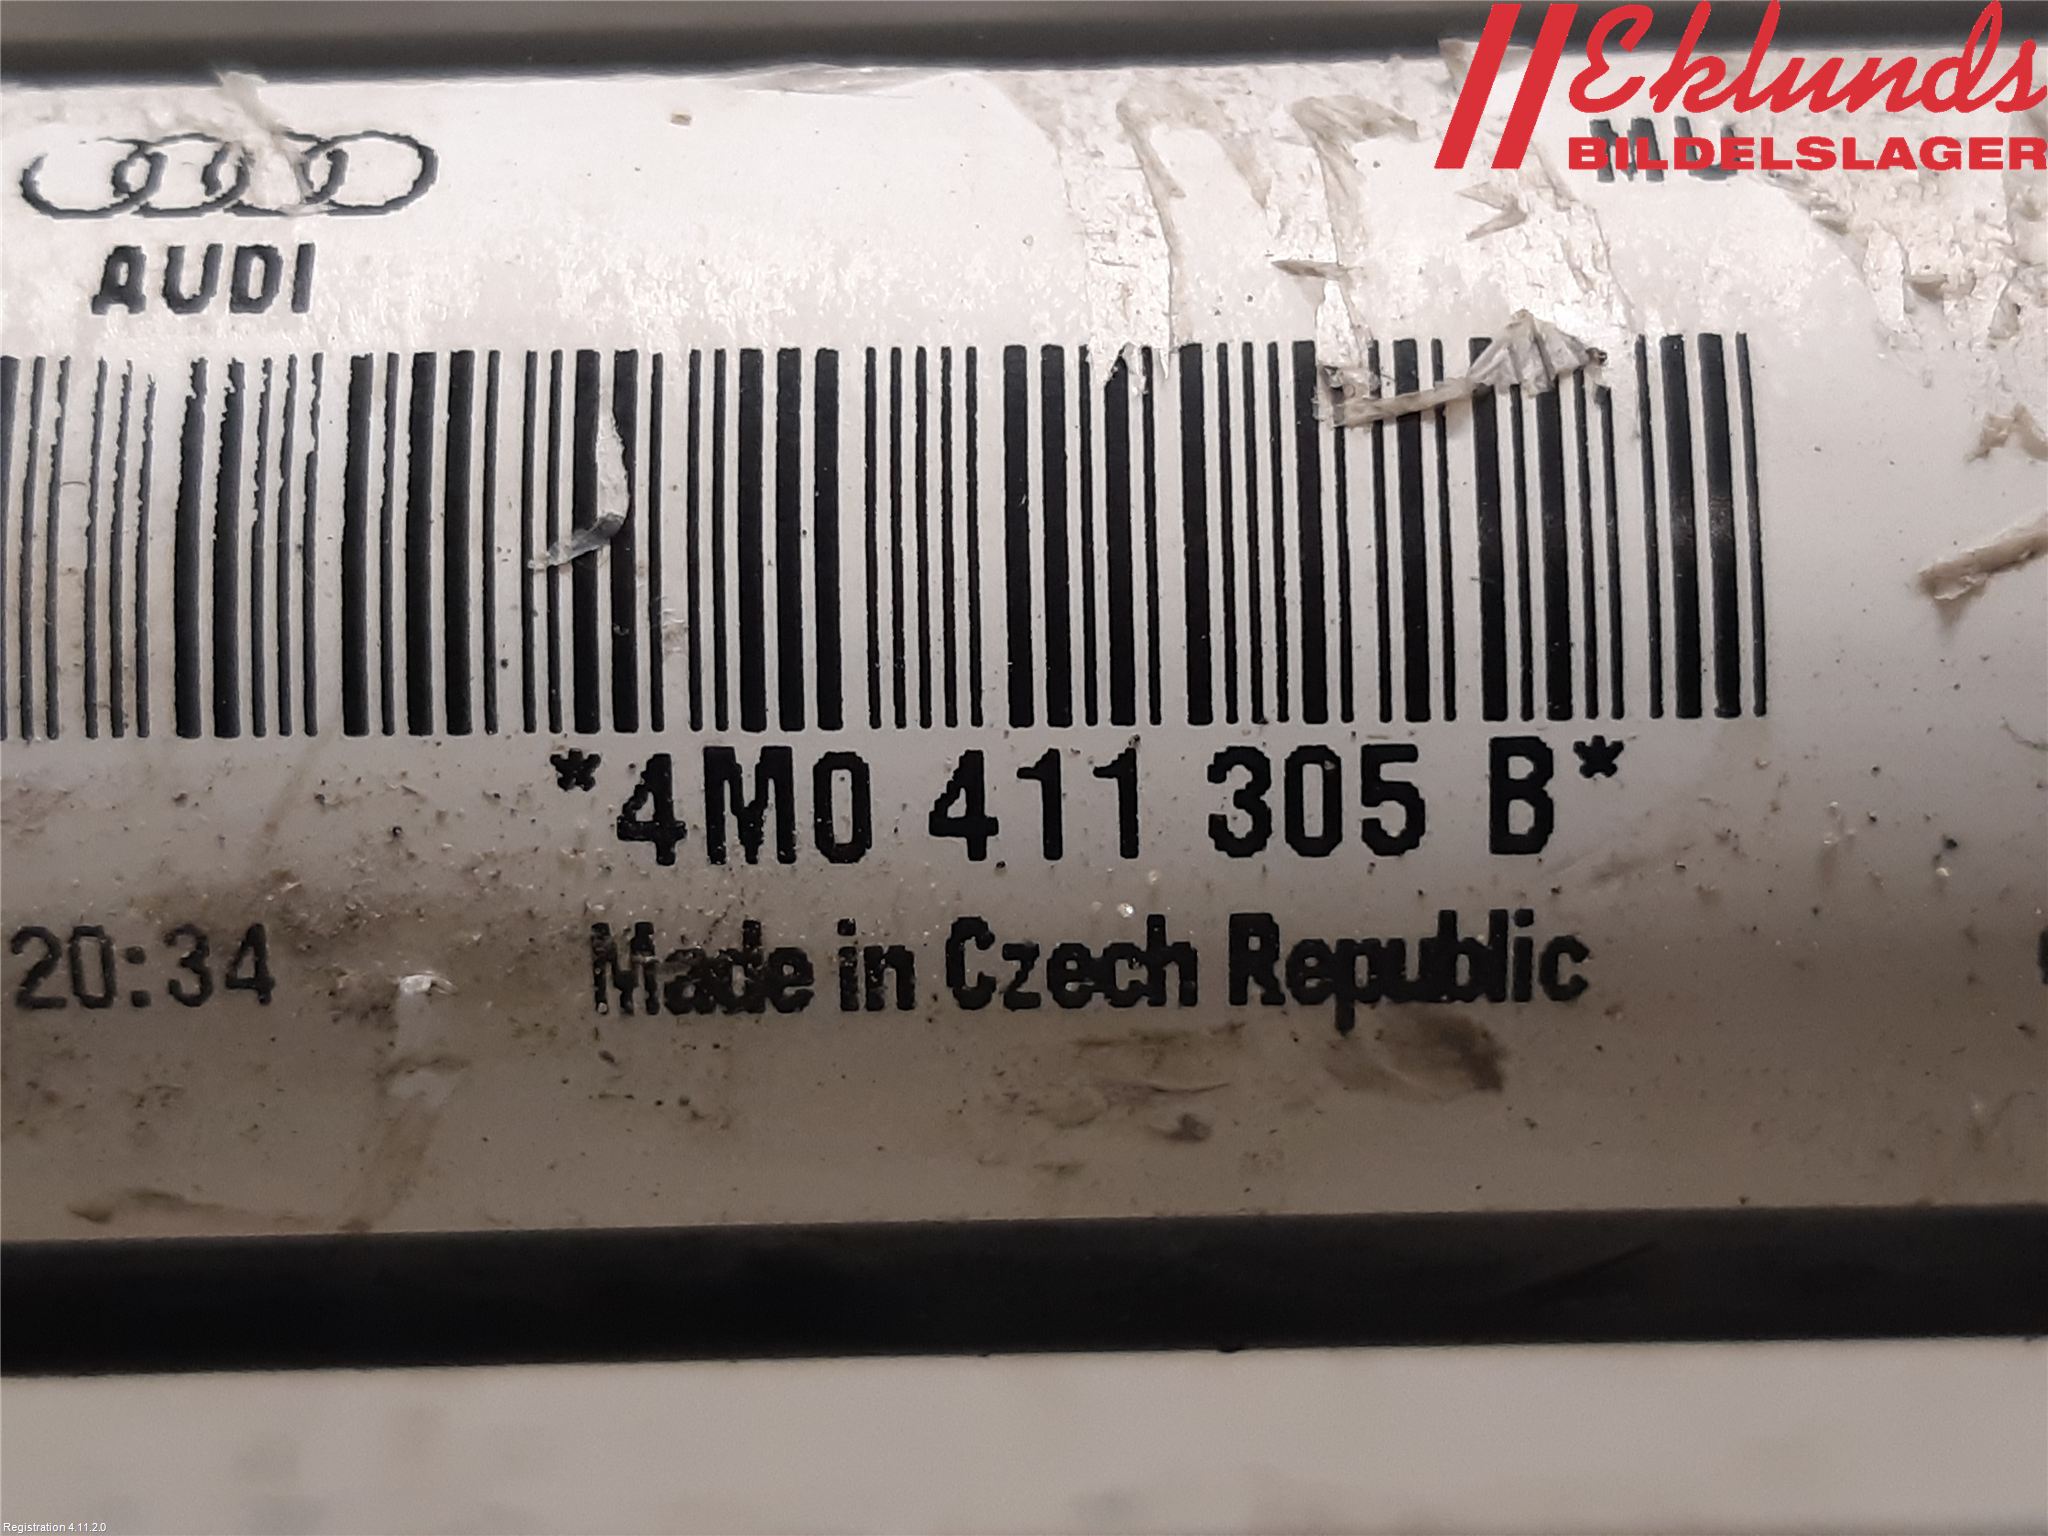 Eklunds
BILDELSLAGER
AUDI
*4M0 411 305 B*
20:34 Made in Czech Republic
Registration 4.11.2.0